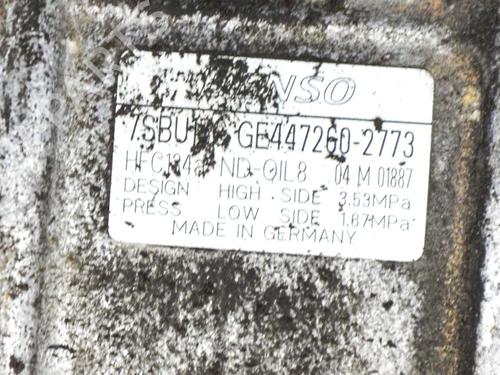 NSO
7SBU GE447260-2773
HFC134 ND-OIL8 04 M 01887
DESIGN HIGH SIDE 3.53MPa
PRESS LOW SIDE 1.67MPa
MADE IN GERMANY